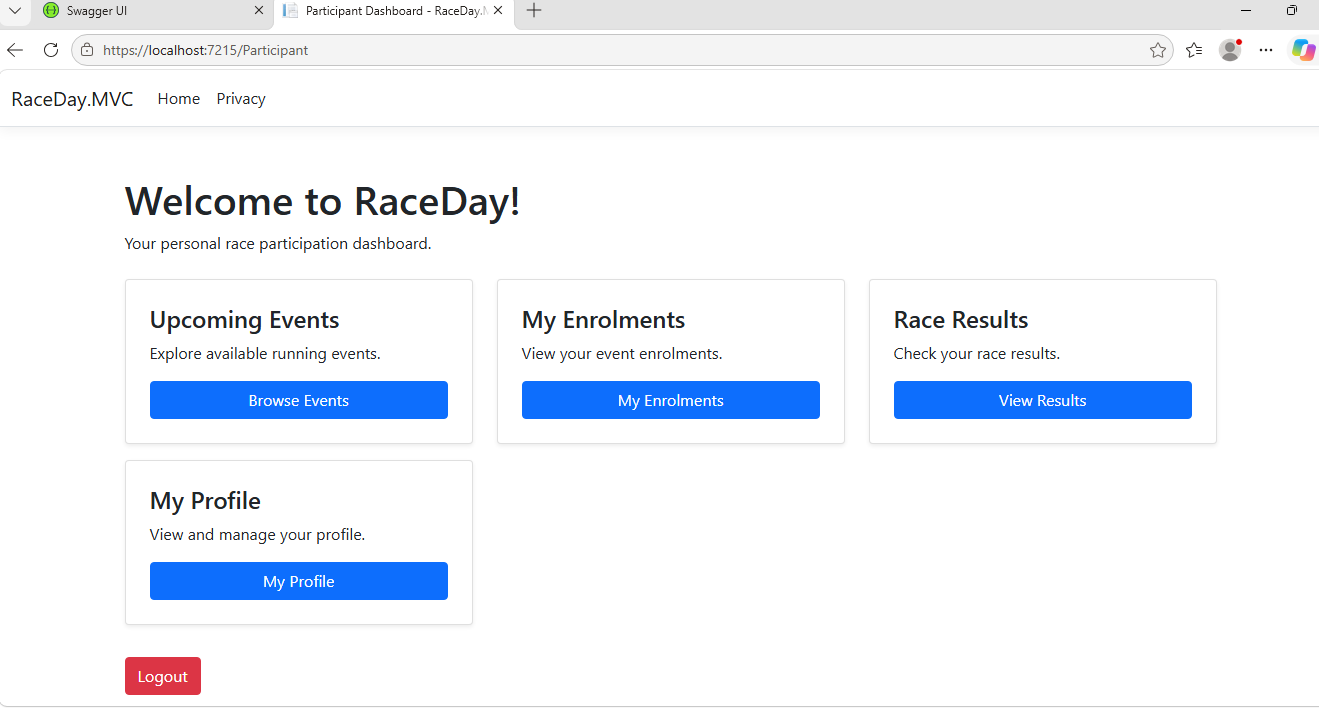 Swagger UI
Participant Dashboard - RaceDay.M
https://localhost:7215/Participant
RaceDay.MVC Home Privacy
Welcome to RaceDay!
Your personal race participation dashboard.
Upcoming Events
Explore available running events.
Browse Events
My Enrolments
View your event enrolments.
My Enrolments
Race Results
Check your race results.
View Results
My Profile
View and manage your profile.
My Profile
Logout